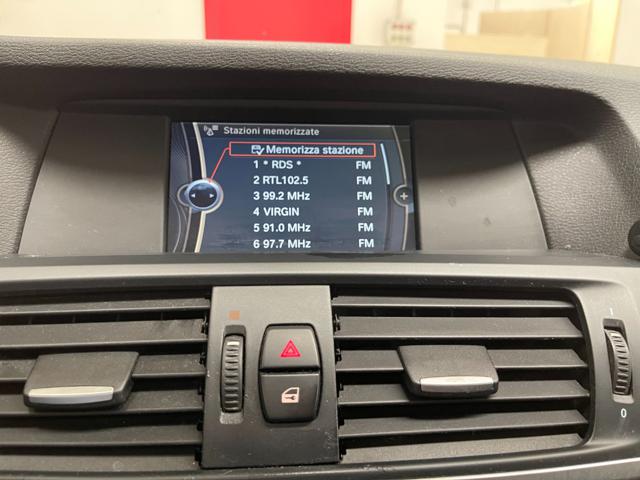 Stazioni memorizzate
Memorizza stazione
1 * RDS * FM
2 RTL102.5 FM
3 99.2 MHz FM
4 VIRGIN FM
5 91.0 MHz FM
6 97.7 MHz FM
0